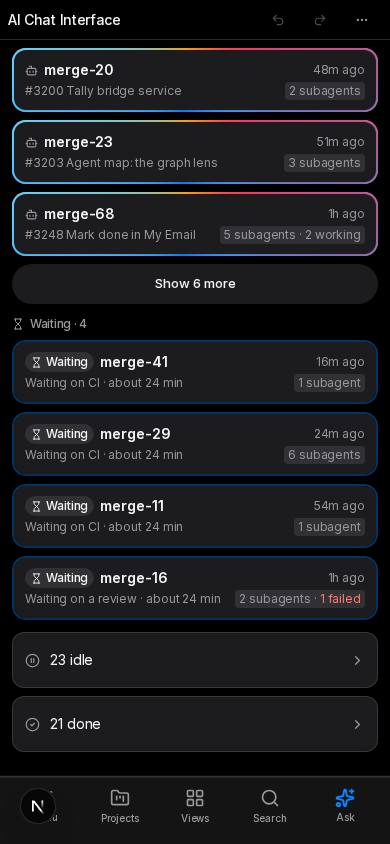 AI Chat Interface
merge-20
48m ago
#3200 Tally bridge service
2 subagents
merge-23
51m ago
#3203 Agent map: the graph lens
3 subagents
merge-68
1h ago
#3248 Mark done in My Email
5 subagents · 2 working
Show 6 more
Waiting · 4
Waiting
merge-41
16m ago
Waiting on CI · about 24 min
1 subagent
Waiting
merge-29
24m ago
Waiting on CI · about 24 min
6 subagents
Waiting
merge-11
54m ago
Waiting on CI · about 24 min
1 subagent
Waiting
merge-16
1h ago
Waiting on a review · about 24 min
2 subagents · 1 failed
23 idle
21 done
N
Projects
Views
Search
Ask